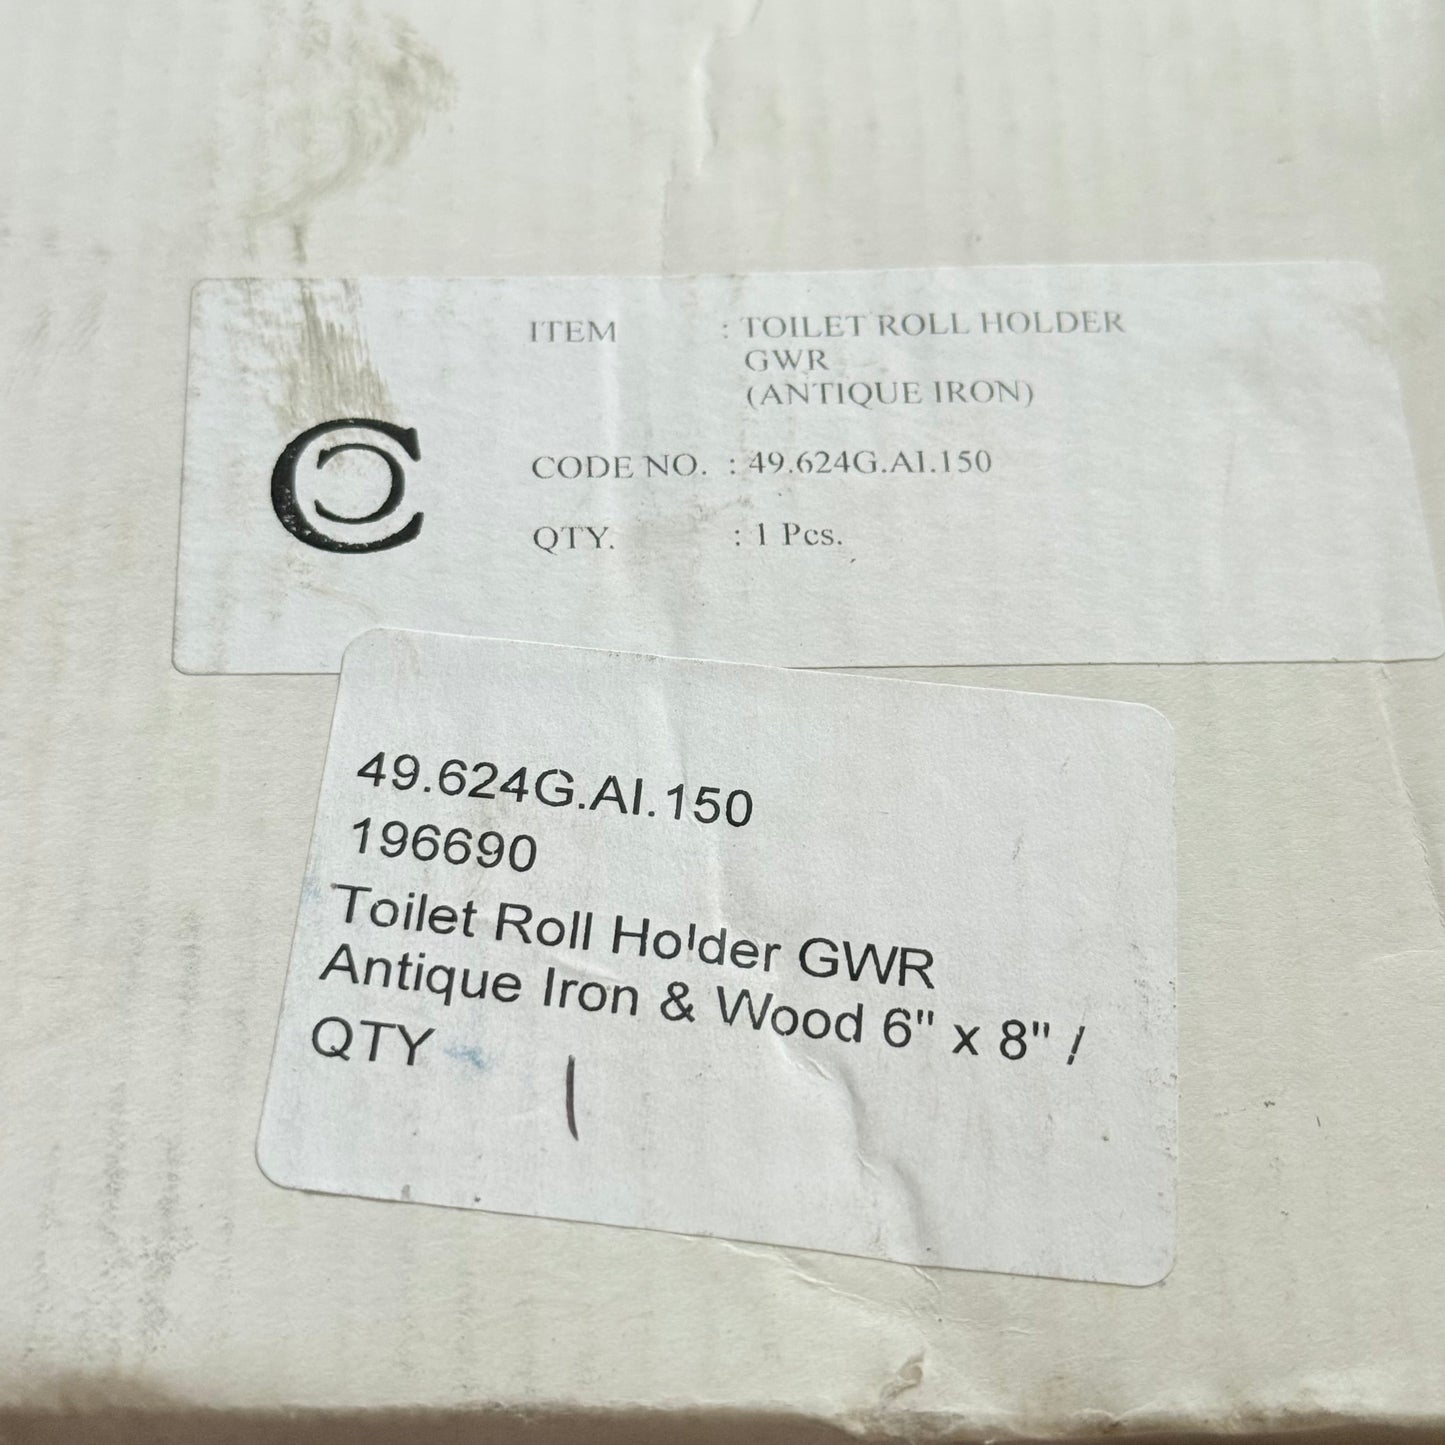 ITEM : TOILET ROLL HOLDER
GWR
(ANTIQUE IRON)
CODE NO. : 49.624G.AI.150
QTY. : 1 Pcs.
49.624G.AI.150
196690
Toilet Roll Holder GWR
Antique Iron & Wood 6" x 8" /
QTY 1